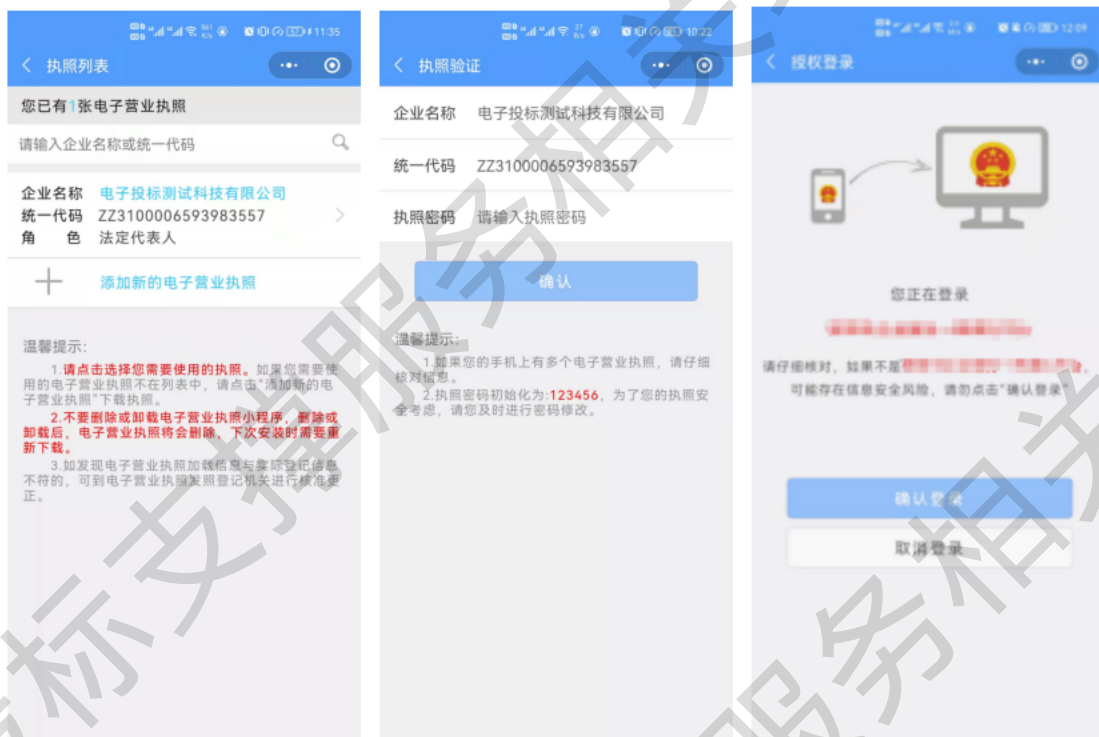 11:35
执照列表
您已有1张电子营业执照
请输入企业名称或统一代码
企业名称 电子投标测试科技有限公司
统一代码 ZZ3100006593983557
角 色 法定代表人
添加新的电子营业执照
温馨提示:
1.请点击选择您需要使用的执照。如果您需要使
用的电子营业执照不在列表中，请点击“添加新的电
子营业执照”下载执照。
2.不要删除或卸载电子营业执照小程序，删除或
卸载后，电子营业执照将会删除，下次安装时需要重
新下载。
3.如发现电子营业执照加载信息与实际登记信息
不符的，可到电子营业执照发照登记机关进行核准更
正。
10:22
执照验证
企业名称 电子投标测试科技有限公司
统一代码 ZZ3100006593983557
执照密码 请输入执照密码
确认
温馨提示:
1.如果您的手机上有多个电子营业执照，请仔细
核对信息。
2.执照密码初始化为:123456，为了您的执照安
全考虑，请您及时进行密码修改。
12:09
授权登录
您正在登录
请仔细核对，如果不是
可能存在信息安全风险，请勿点击“确认登录”
确认登录
取消登录
标支撑服务相关
服务相关